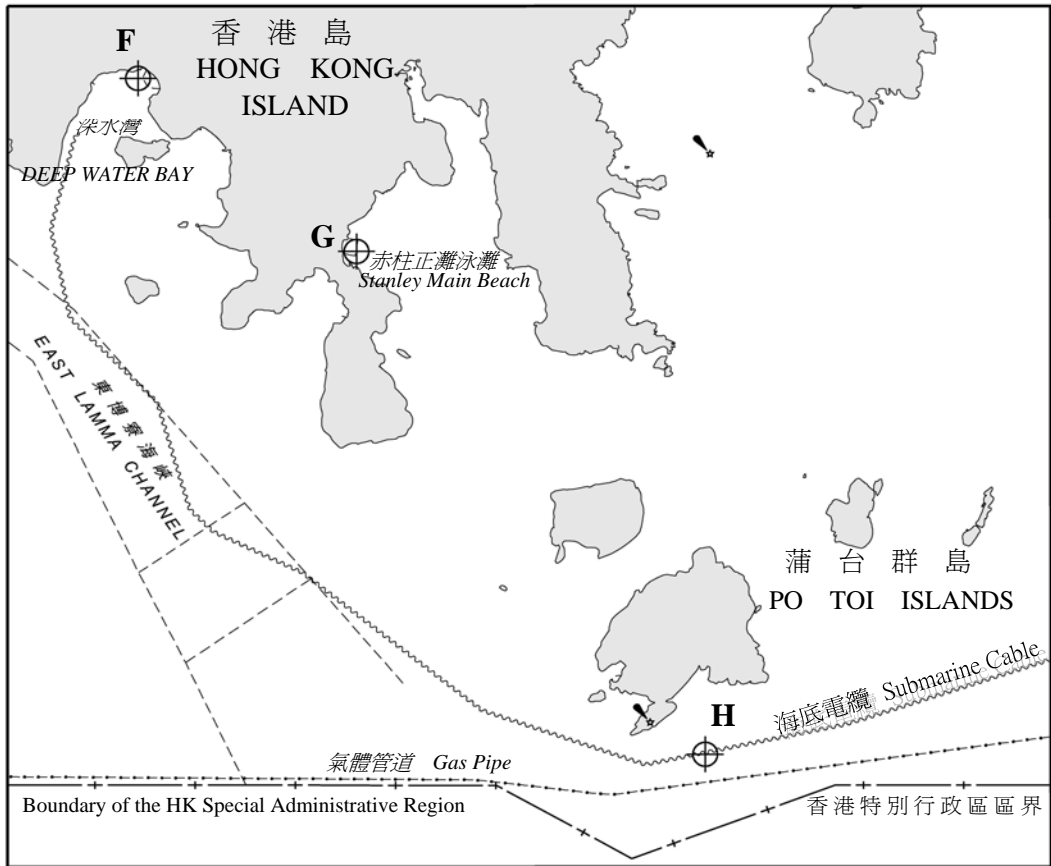 F
香港島
HONG KONG
ISLAND
深水灣
DEEP WATER BAY
G
赤柱正灘泳灘
Stanley Main Beach
東博寮海峽
EAST LAMMA CHANNEL
蒲台群島
PO TOI ISLANDS
H
海底電纜 Submarine Cable
氣體管道 Gas Pipe
Boundary of the HK Special Administrative Region
香港特別行政區區界